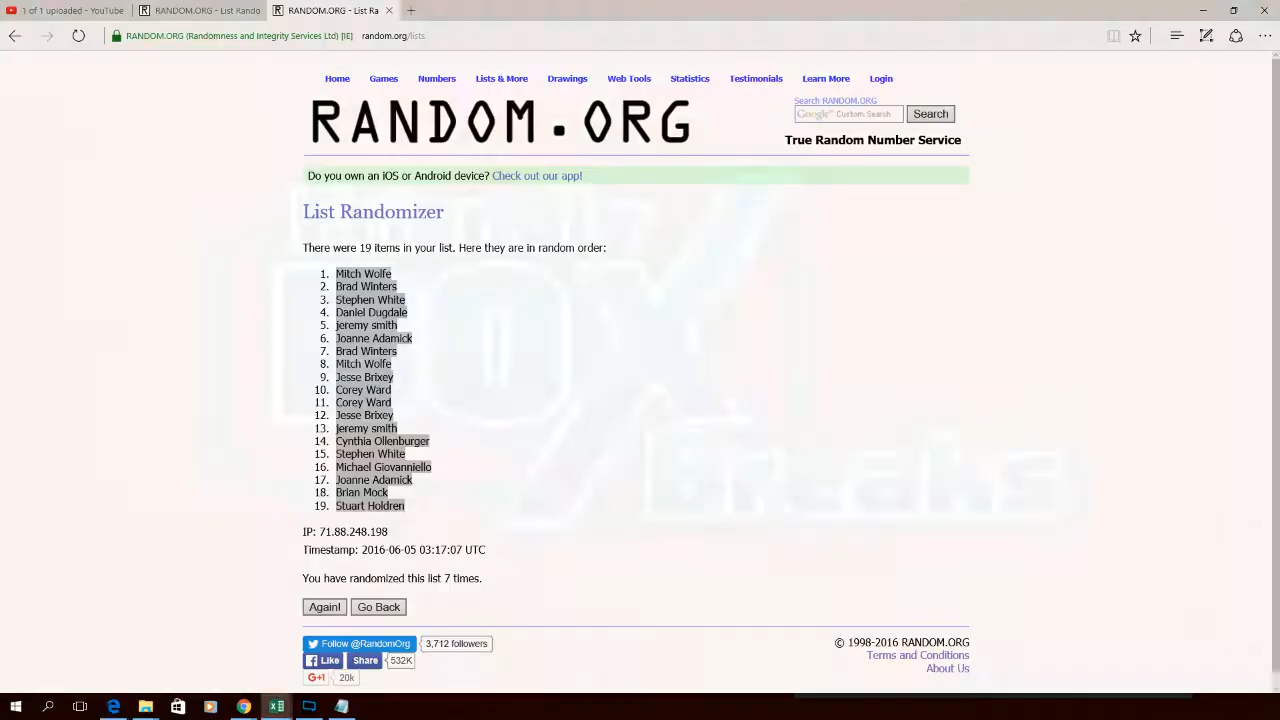 1 of 1 uploaded - YouTube
RANDOM.ORG - List Rando
RANDOM.ORG - List Ra
RANDOM.ORG (Randomness and Integrity Services Ltd) [IE]
random.org/lists
Home Games Numbers Lists & More Drawings Web Tools Statistics Testimonials Learn More Login
Search RANDOM.ORG
RANDOM.ORG
Google™ Custom Search
Search
True Random Number Service
Do you own an iOS or Android device? Check out our app!
List Randomizer
There were 19 items in your list. Here they are in random order:
1. Mitch Wolfe
2. Brad Winters
3. Stephen White
4. Daniel Dugdale
5. jeremy smith
6. Joanne Adamick
7. Brad Winters
8. Mitch Wolfe
9. Jesse Brixey
10. Corey Ward
11. Corey Ward
12. Jesse Brixey
13. jeremy smith
14. Cynthia Ollenburger
15. Stephen White
16. Michael Giovanniello
17. Joanne Adamick
18. Brian Mock
19. Stuart Holdren
IP: 71.88.248.198
Timestamp: 2016-06-05 03:17:07 UTC
You have randomized this list 7 times.
Again! Go Back
Follow @RandomOrg 3,712 followers
Like Share 532K
G+1 20k
© 1998-2016 RANDOM.ORG
Terms and Conditions
About Us